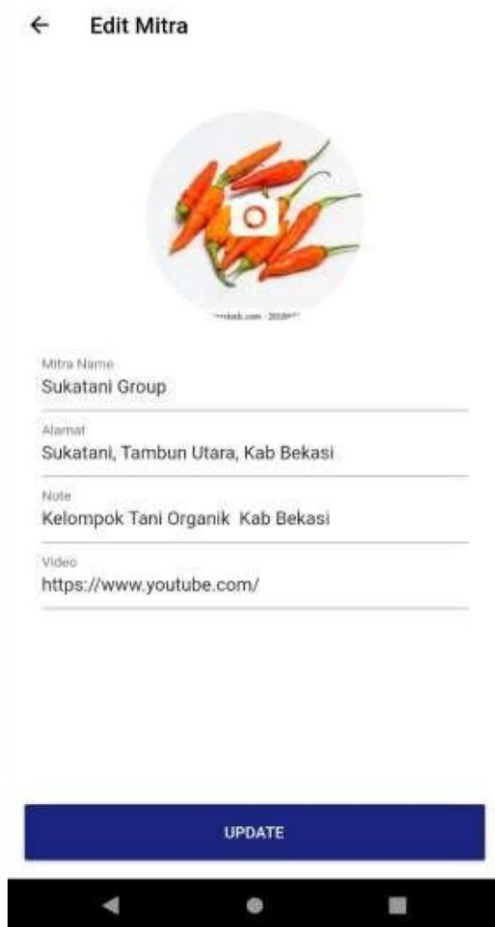 Edit Mitra
Mitra Name
Sukatani Group
Alamat
Sukatani, Tambun Utara, Kab Bekasi
Note
Kelompok Tani Organik  Kab Bekasi
Video
https://www.youtube.com/
UPDATE